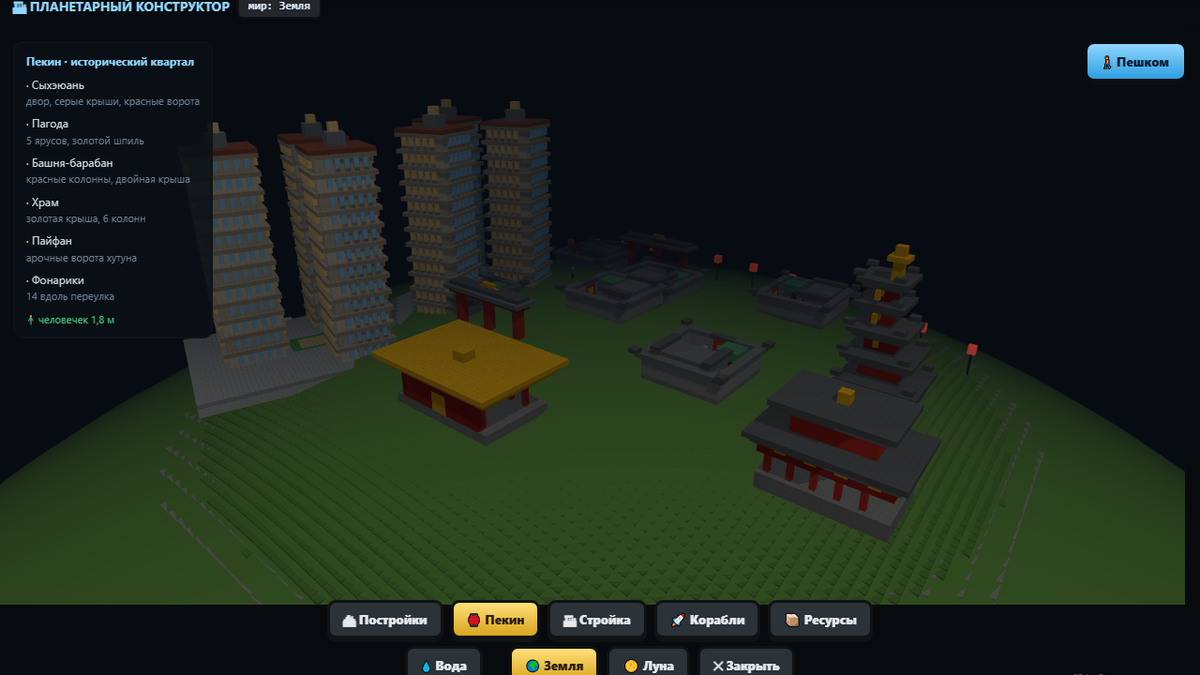 ПЛАНЕТАРНЫЙ КОНСТРУКТОР
мир: Земля
Пекин · исторический квартал
· Сыхэюань
двор, серые крыши, красные ворота
· Пагода
5 ярусов, золотой шпиль
· Башня-барабан
красные колонны, двойная крыша
· Храм
золотая крыша, 6 колонн
· Пайфан
арочные ворота хутуна
· Фонарики
14 вдоль переулка
человечек 1,8 м
Пешком
Постройки
Пекин
Стройка
Корабли
Ресурсы
Вода
Земля
Луна
Закрыть